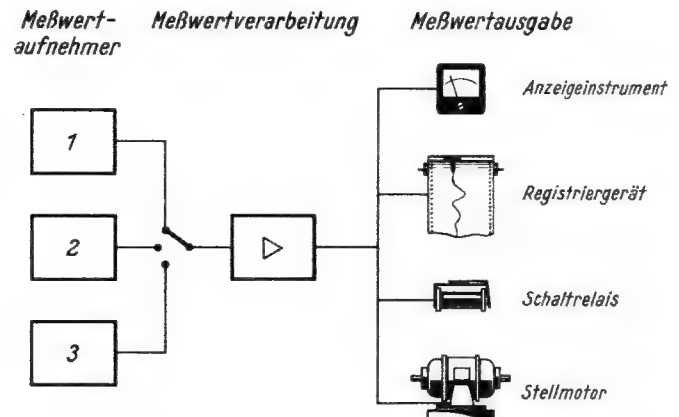 Meßwert-
aufnehmer
Meßwertverarbeitung
Meßwertausgabe
1
2
3
Anzeigeinstrument
Registriergerät
Schaltrelais
Stellmotor